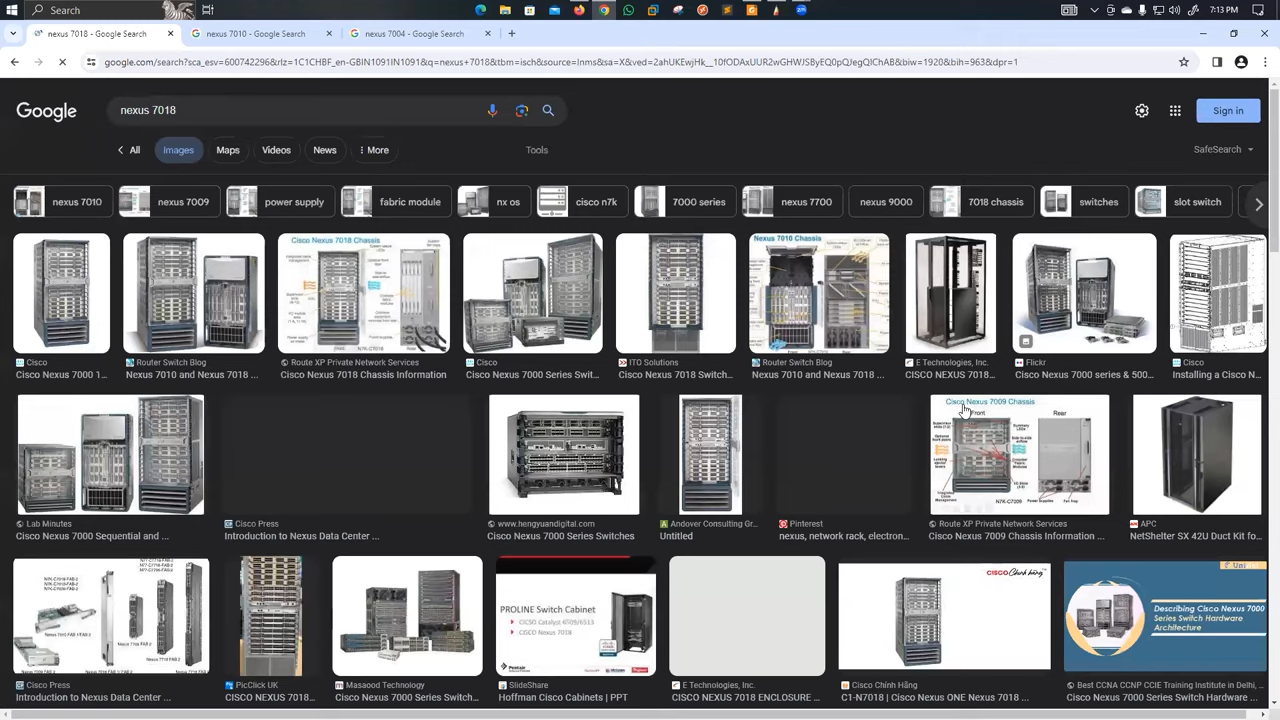 Search
7:13 PM
nexus 7018 - Google Search
nexus 7010 - Google Search
nexus 7004 - Google Search
google.com/search?sca_esv=600742296&rlz=1C1CHBF_en-GBIN1091IN1091&q=nexus+7018&tbm=isch&source=lnms&sa=X&ved=2ahUKEwjHk__10fODAxUUR2wGHWJSByEQ0pQJegQIChAB&biw=1920&bih=963&dpr=1
Google
nexus 7018
Sign in
All
Images
Maps
Videos
News
More
Tools
SafeSearch
nexus 7010
nexus 7009
power supply
fabric module
nx os
cisco n7k
7000 series
nexus 7700
nexus 9000
7018 chassis
switches
slot switch
Cisco Nexus 7018 Chassis
Cisco
Router Switch Blog
Route XP Private Network Services
Cisco
ITO Solutions
Router Switch Blog
E Technologies, Inc.
Flickr
Cisco
Cisco Nexus 7000 1...
Nexus 7010 and Nexus 7018 ...
Cisco Nexus 7018 Chassis Information
Cisco Nexus 7000 Series Swit...
Cisco Nexus 7018 Switch...
Nexus 7010 and Nexus 7018 ...
CISCO NEXUS 7018...
Cisco Nexus 7000 series & 500...
Installing a Cisco N...
Cisco Nexus 7009 Chassis
Front
Rear
N7K-C7009
Lab Minutes
Cisco Press
www.hengyuandigital.com
Andover Consulting Gr...
Pinterest
Route XP Private Network Services
APC
Cisco Nexus 7000 Sequential and ...
Introduction to Nexus Data Center ...
Cisco Nexus 7000 Series Switches
Untitled
nexus, network rack, electron...
Cisco Nexus 7009 Chassis Information ...
NetShelter SX 42U Duct Kit fo...
PROLINE Switch Cabinet
CISCO Catalyst 6509/6513
CISCO Nexus 7018
Describing Cisco Nexus 7000
Series Switch Hardware
Architecture
Cisco Press
PicClick UK
Masaood Technology
SlideShare
E Technologies, Inc.
Cisco Chính Hãng
Best CCNA CCNP CCIE Training Institute in Delhi, ...
Introduction to Nexus Data Center ...
CISCO NEXUS 7018...
Cisco Nexus 7000 Series Switch...
Hoffman Cisco Cabinets | PPT
CISCO NEXUS 7018 ENCLOSURE ...
C1-N7018 | Cisco Nexus ONE Nexus 7018 ...
Cisco Nexus 7000 Series Switch Hardware ...